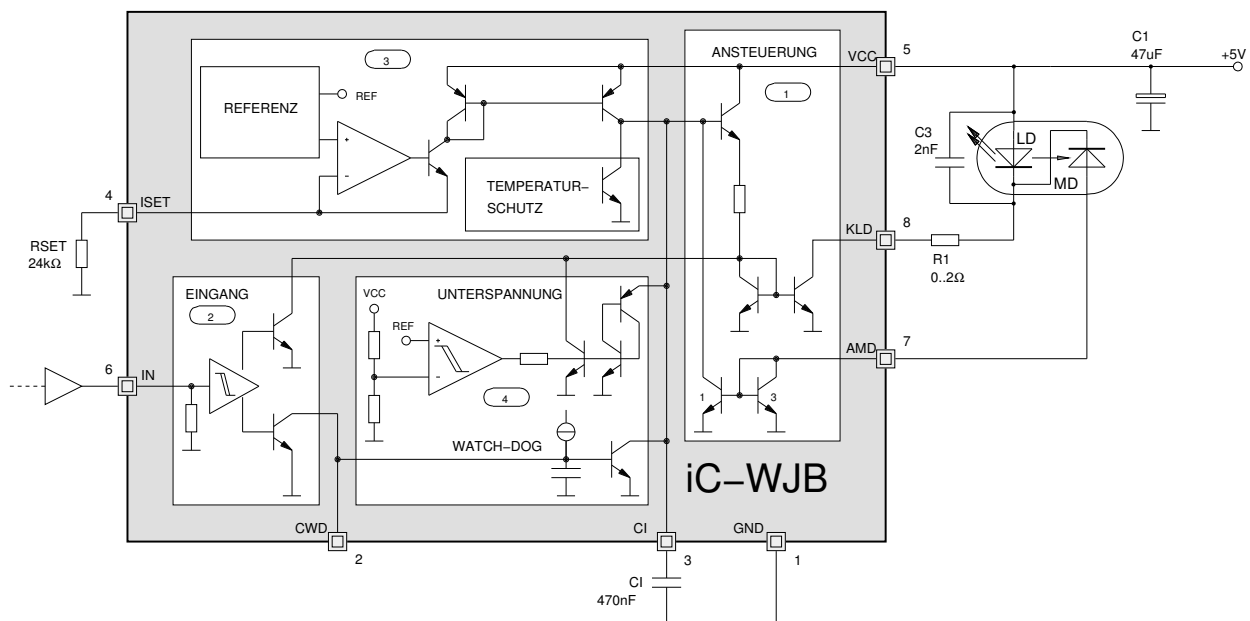 C1
47uF
+5V
5
VCC
ANSTEUERUNG
1
3
REFERENZ
REF
+
-
TEMPERATUR-
SCHUTZ
C3
2nF
LD
MD
4
ISET
RSET
24kΩ
KLD
8
R1
0..2Ω
EINGANG
2
VCC
UNTERSPANNUNG
REF
+
-
4
AMD
7
6
IN
1
3
WATCH-DOG
iC-WJB
CWD
2
CI
3
GND
1
CI
470nF